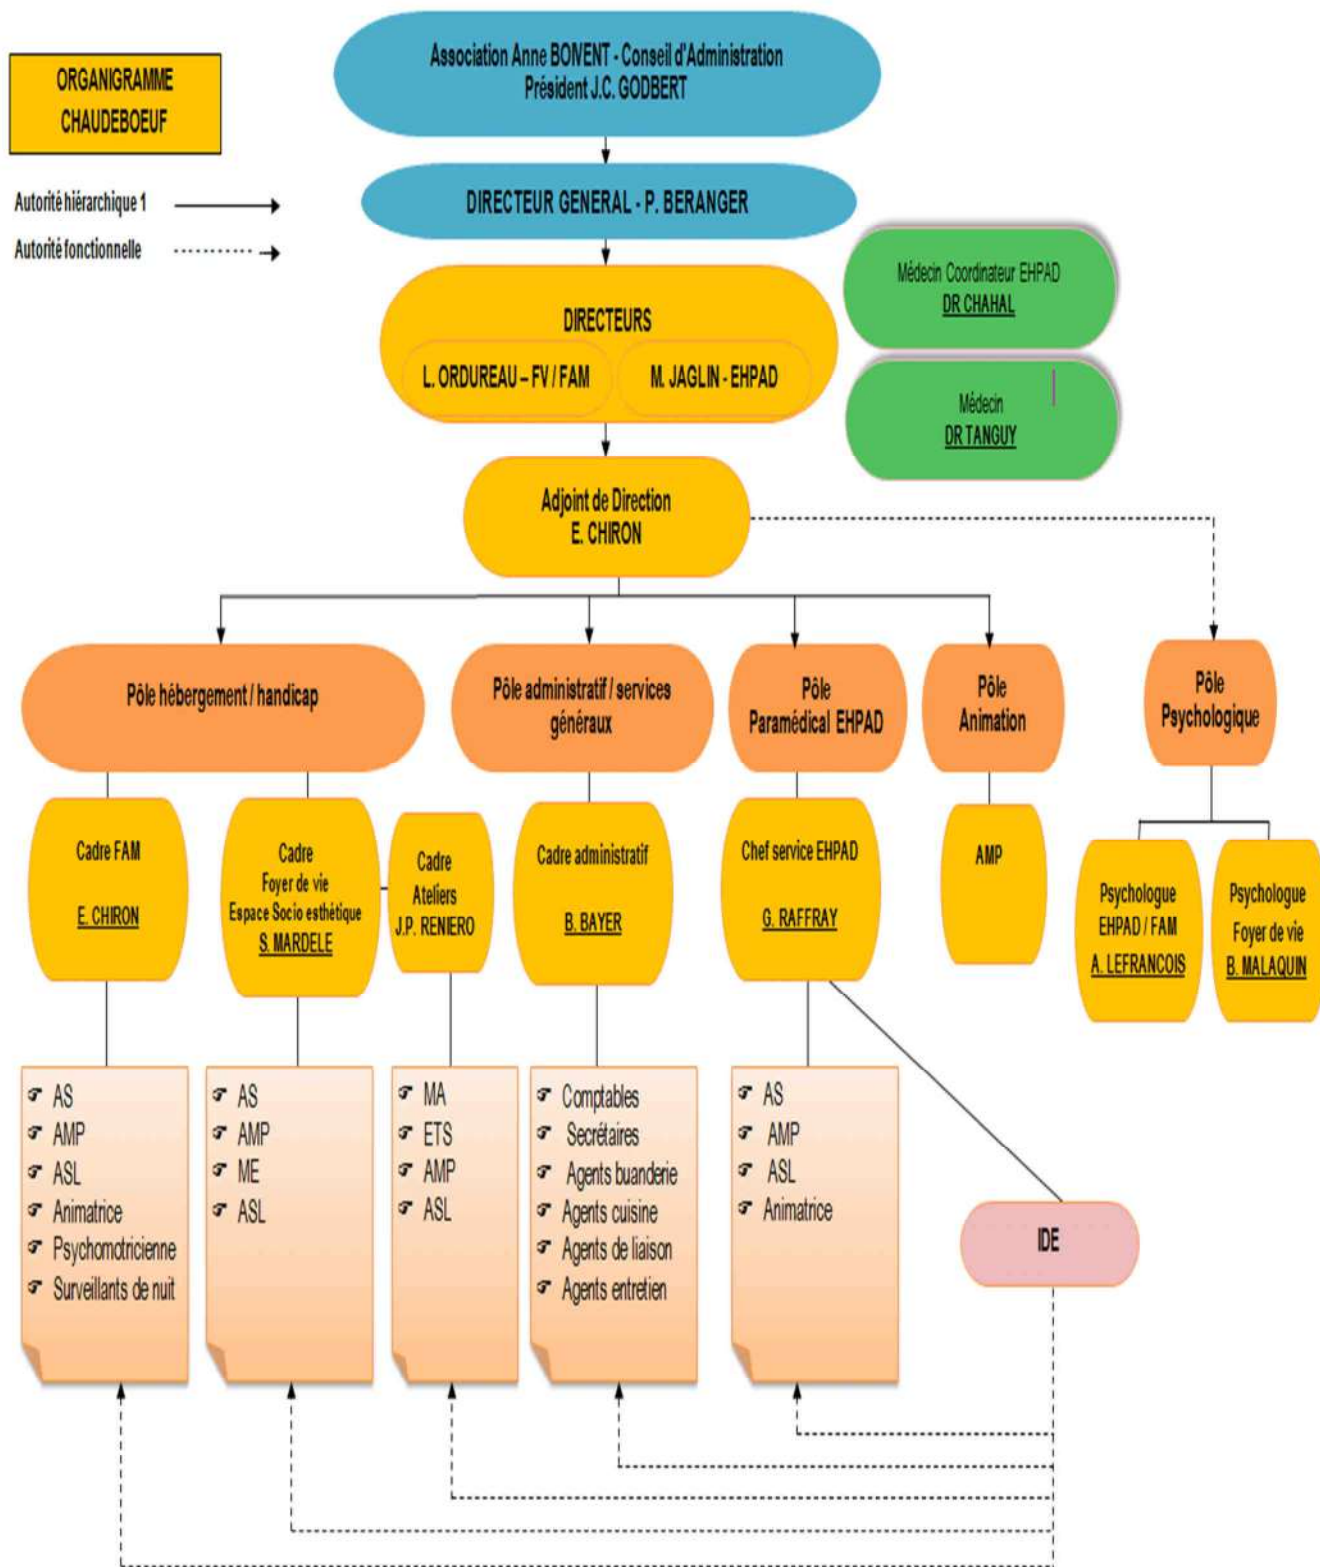 ORGANIGRAMME
CHAUDEBOEUF
Autorité hiérarchique 1
Autorité fonctionnelle
Association Anne BOIVENT - Conseil d'Administration
Président J.C. GODBERT
DIRECTEUR GENERAL - P. BERANGER
DIRECTEURS
L. ORDUREAU – FV / FAM
M. JAGLIN - EHPAD
Médecin Coordinateur EHPAD
DR CHAHAL
Médecin
DR TANGUY
Adjoint de Direction
E. CHIRON
Pôle hébergement / handicap
Pôle administratif / services
généraux
Pôle
Paramédical EHPAD
Pôle
Animation
Pôle
Psychologique
Cadre FAM
E. CHIRON
Cadre
Foyer de vie
Espace Socio esthétique
S. MARDELE
Cadre
Ateliers
J.P. RENIERO
Cadre administratif
B. BAYER
Chef service EHPAD
G. RAFFRAY
AMP
Psychologue
EHPAD / FAM
A. LEFRANCOIS
Psychologue
Foyer de vie
B. MALAQUIN
AS
AMP
ASL
Animatrice
Psychomotricienne
Surveillants de nuit
AS
AMP
ME
ASL
MA
ETS
AMP
ASL
Comptables
Secrétaires
Agents buanderie
Agents cuisine
Agents de liaison
Agents entretien
AS
AMP
ASL
Animatrice
IDE